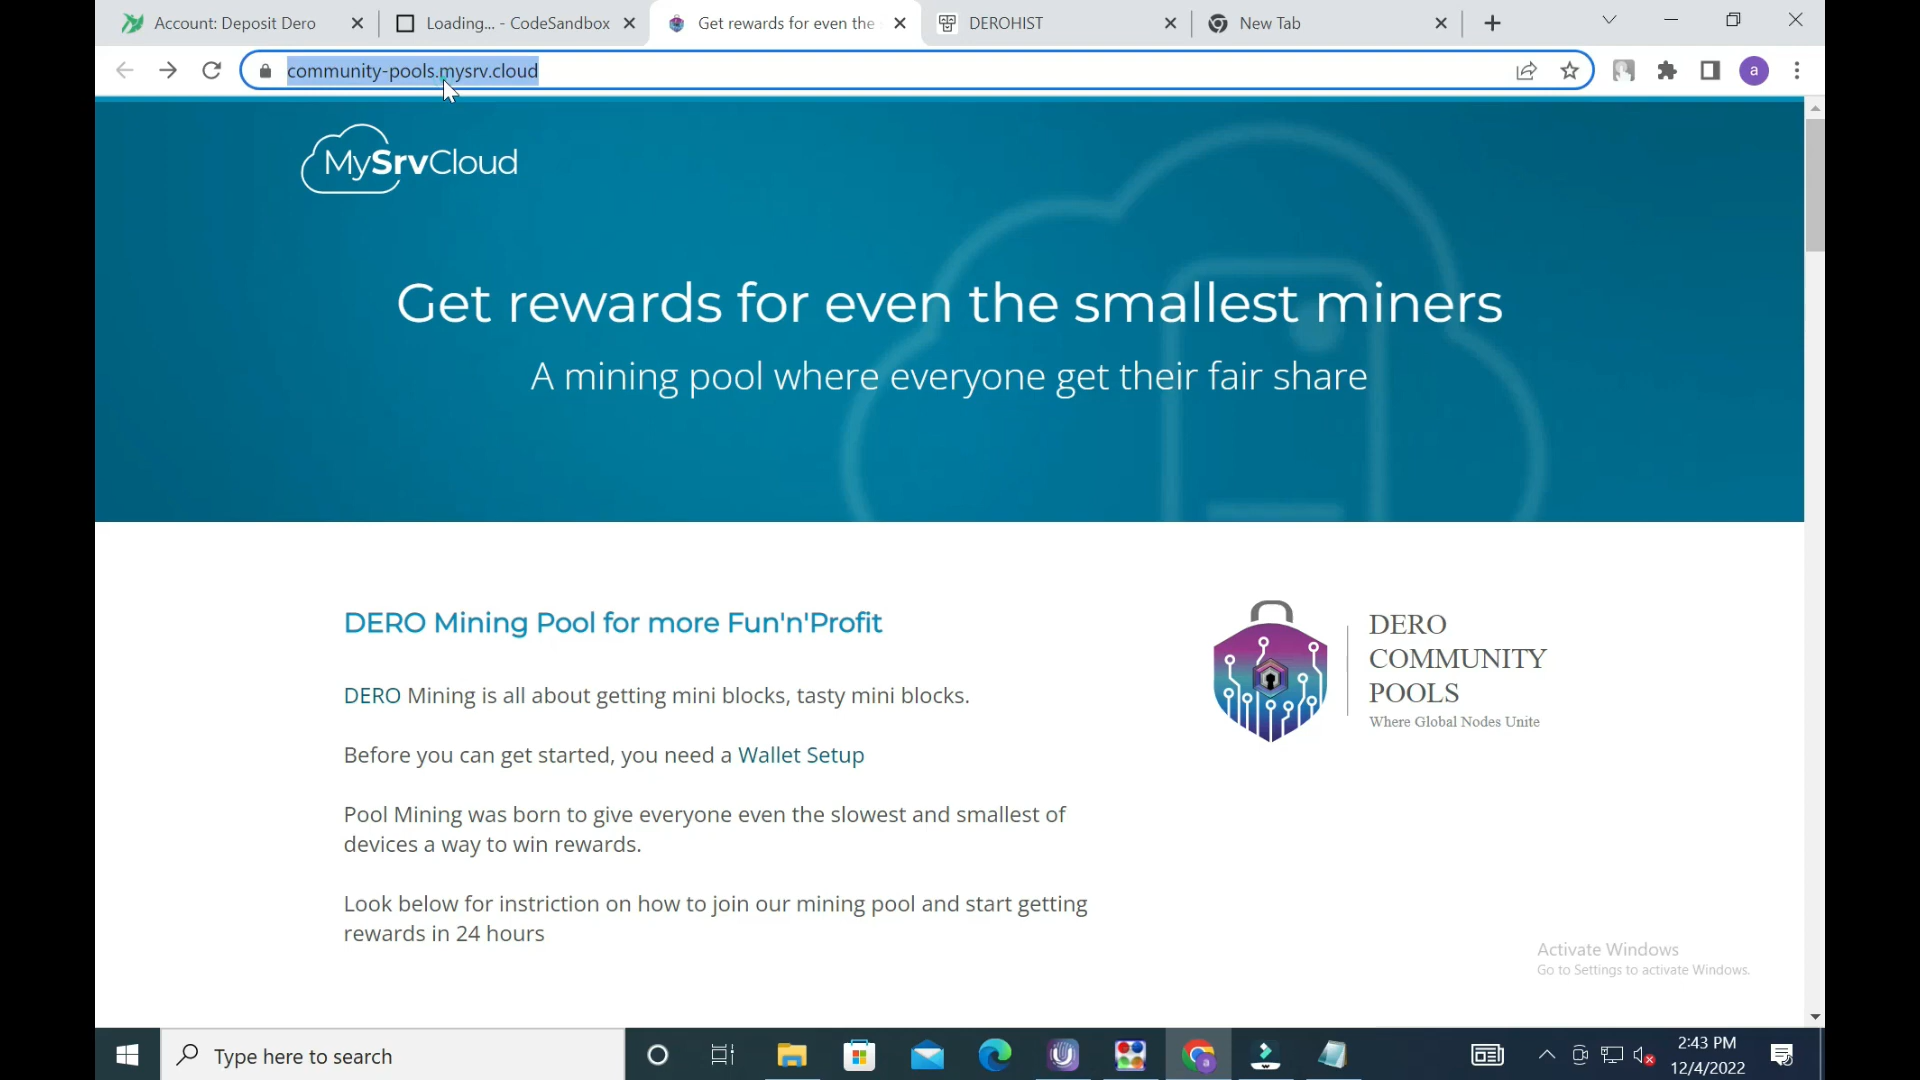 Account: Deposit Dero
Loading... - CodeSandbox
Get rewards for even the
DEROHIST
New Tab
community-pools.mysrv.cloud
a
MySrvCloud
Get rewards for even the smallest miners
A mining pool where everyone get their fair share
DERO Mining Pool for more Fun'n'Profit
DERO Mining is all about getting mini blocks, tasty mini blocks.
Before you can get started, you need a Wallet Setup
Pool Mining was born to give everyone even the slowest and smallest of
devices a way to win rewards.
Look below for instriction on how to join our mining pool and start getting
rewards in 24 hours
DERO
COMMUNITY
POOLS
Where Global Nodes Unite
Activate Windows
Go to Settings to activate Windows.
Type here to search
2:43 PM
12/4/2022